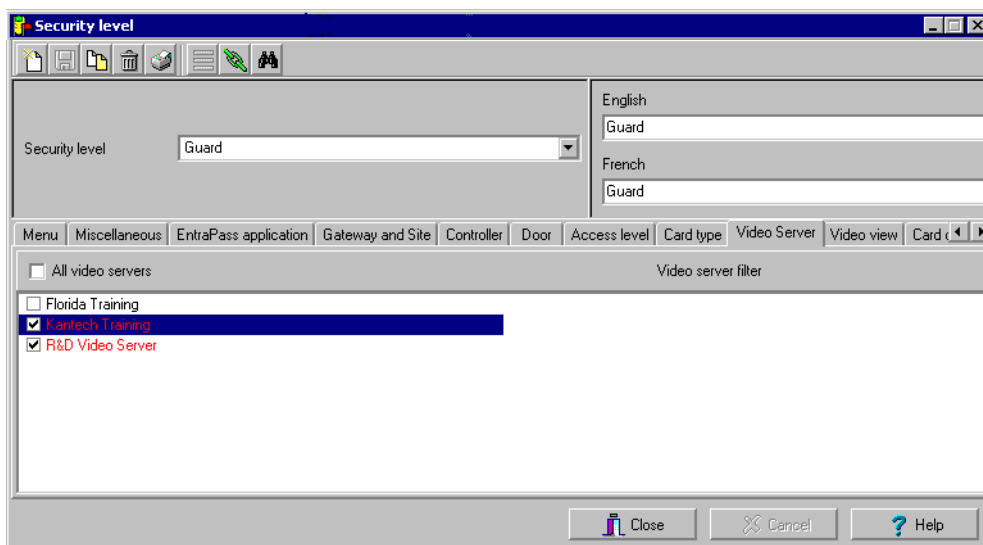 Security level
English
Guard
Security level Guard
French
Guard
Menu Miscellaneous EntraPass application Gateway and Site Controller Door Access level Card type Video Server Video view Card
All video servers Video server filter
Florida Training
Kantech Training
R&D Video Server
Close Cancel Help